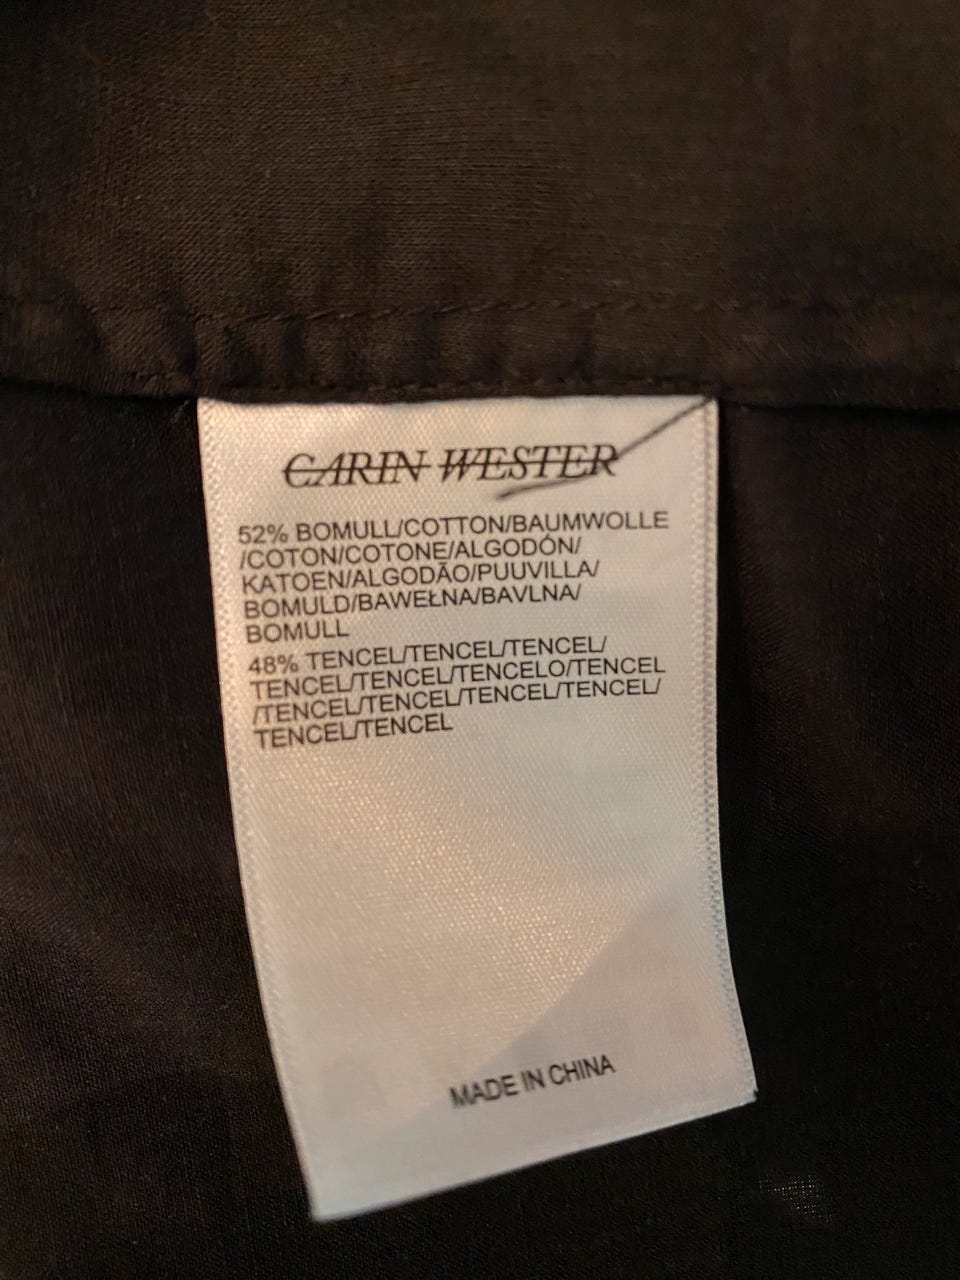 CARIN WESTER
52% BOMULL/COTTON/BAUMWOLLE
/COTON/COTONE/ALGODÓN/
KATOEN/ALGODÃO/PUUVILLA/
BOMULD/BAWEŁNA/BAVLNA/
BOMULL
48% TENCEL/TENCEL/TENCEL/
TENCEL/TENCEL/TENCELO/TENCEL
/TENCEL/TENCEL/TENCEL/TENCEL/
TENCEL/TENCEL
MADE IN CHINA